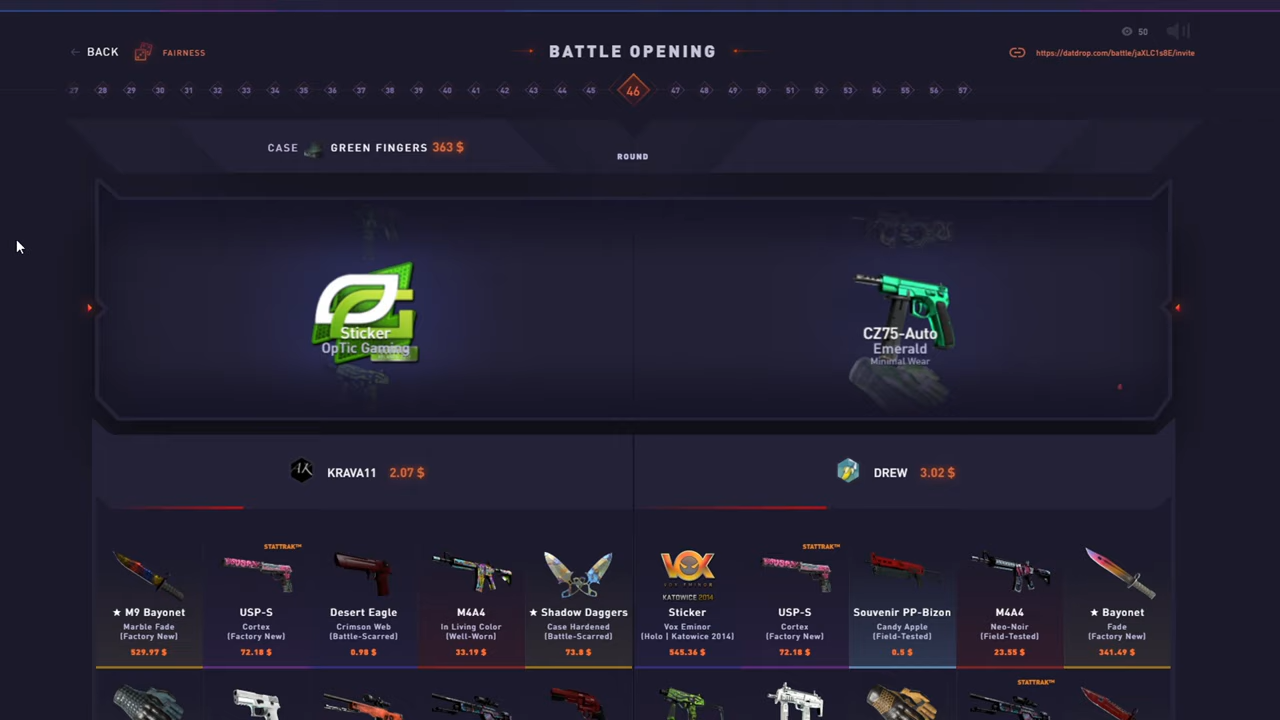 BACK
FAIRNESS
BATTLE OPENING
50
https://datdrop.com/battle/jaXLC1s8E/invite
27 28 29 30 31 32 33 34 35 36 37 38 39 40 41 42 43 44 45 46 47 48 49 50 51 52 53 54 55 56 57
CASE GREEN FINGERS 363 $
ROUND
Sticker
OpTic Gaming
CZ75-Auto
Emerald
Minimal Wear
KRAVA11 2.07 $
DREW 3.02 $
★ M9 Bayonet
Marble Fade
(Factory New)
529.97 $
STATTRAK™
USP-S
Cortex
(Factory New)
72.18 $
Desert Eagle
Crimson Web
(Battle-Scarred)
0.98 $
M4A4
In Living Color
(Well-Worn)
33.19 $
★ Shadow Daggers
Case Hardened
(Battle-Scarred)
73.8 $
VOX
KATOWICE 2014
Sticker
Vox Eminor
(Holo | Katowice 2014)
545.36 $
STATTRAK™
USP-S
Cortex
(Factory New)
72.18 $
Souvenir PP-Bizon
Candy Apple
(Field-Tested)
0.5 $
M4A4
Neo-Noir
(Field-Tested)
23.55 $
★ Bayonet
Fade
(Factory New)
341.49 $
STATTRAK™